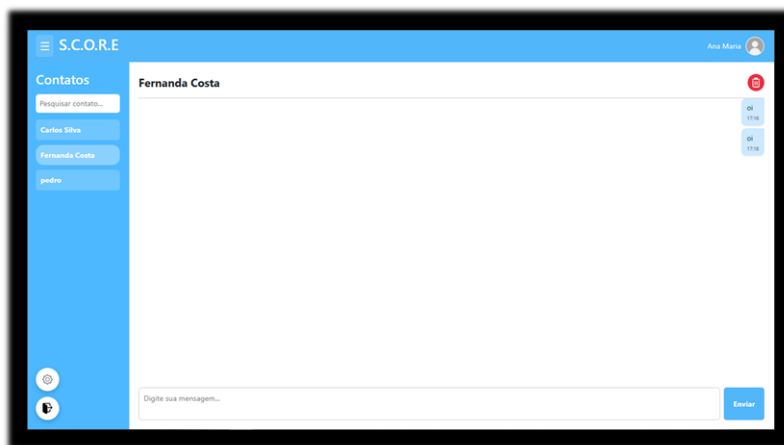 S.C.O.R.E
Ana Maria
Contatos
Pesquisar contato...
Carlos Silva
Fernanda Costa
pedro
Fernanda Costa
oi
17:16
oi
17:16
Digite sua mensagem...
Enviar